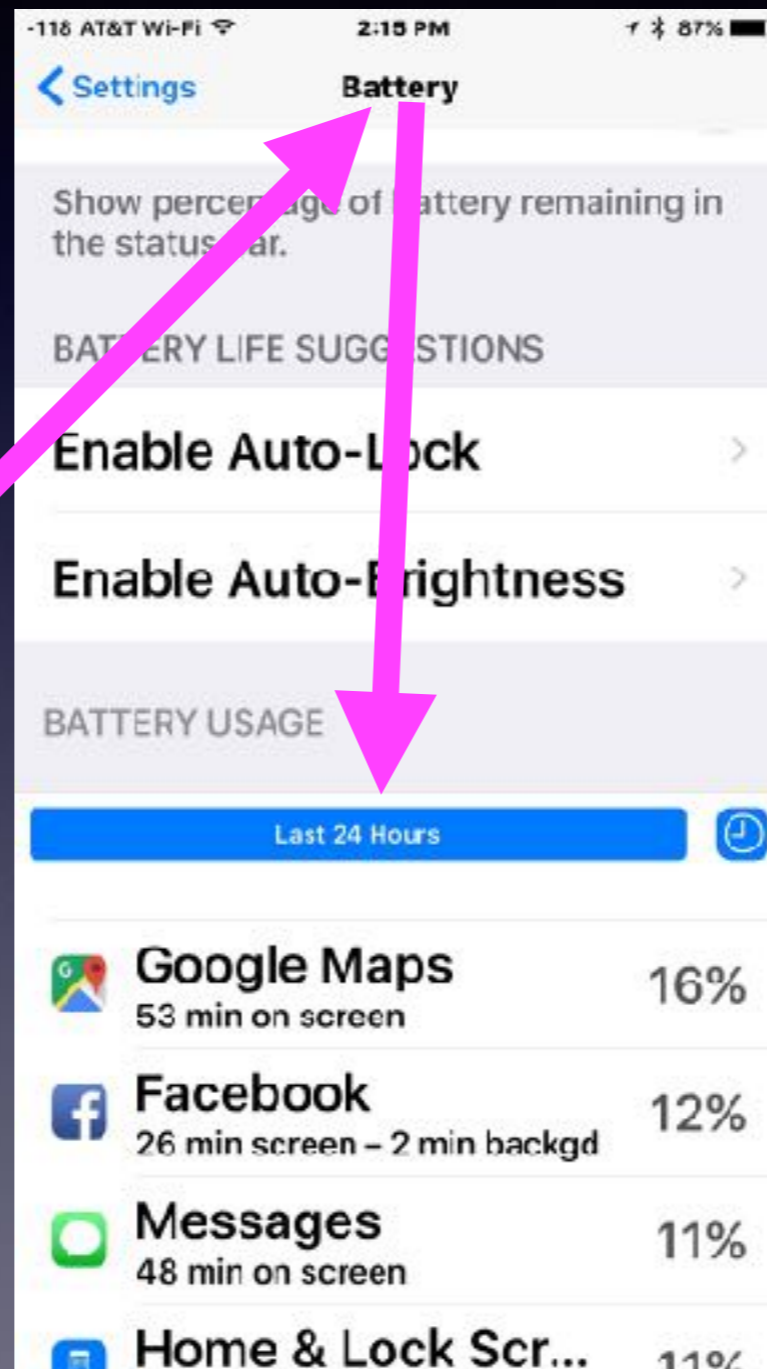 -118 AT&T Wi-Fi 2:15 PM 87%
Settings Battery
Show percentage of battery remaining in
the status bar.
BATTERY LIFE SUGGESTIONS
Enable Auto-Lock
Enable Auto-Brightness
BATTERY USAGE
Last 24 Hours
Google Maps 16%
53 min on screen
Facebook 12%
26 min screen – 2 min backgd
Messages 11%
48 min on screen
Home & Lock Scr... 11%